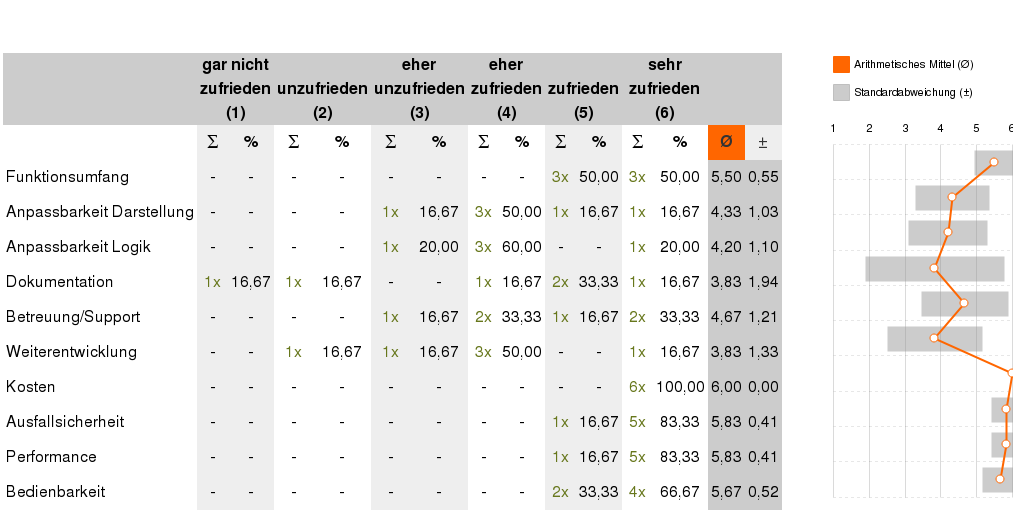 gar nicht eher eher sehr
zufrieden unzufrieden unzufrieden zufrieden zufrieden zufrieden
(1) (2) (3) (4) (5) (6)
Σ % Σ % Σ % Σ % Σ % Σ % Ø ±
Funktionsumfang - - - - - - - - 3x 50,00 3x 50,00 5,50 0,55
Anpassbarkeit Darstellung - - - - 1x 16,67 3x 50,00 1x 16,67 1x 16,67 4,33 1,03
Anpassbarkeit Logik - - - - 1x 20,00 3x 60,00 - - 1x 20,00 4,20 1,10
Dokumentation 1x 16,67 1x 16,67 - - 1x 16,67 2x 33,33 1x 16,67 3,83 1,94
Betreuung/Support - - - - 1x 16,67 2x 33,33 1x 16,67 2x 33,33 4,67 1,21
Weiterentwicklung - - 1x 16,67 1x 16,67 3x 50,00 - - 1x 16,67 3,83 1,33
Kosten - - - - - - - - - - 6x 100,00 6,00 0,00
Ausfallsicherheit - - - - - - - - 1x 16,67 5x 83,33 5,83 0,41
Performance - - - - - - - - 1x 16,67 5x 83,33 5,83 0,41
Bedienbarkeit - - - - - - - - 2x 33,33 4x 66,67 5,67 0,52
Arithmetisches Mittel (Ø)
Standardabweichung (±)
1 2 3 4 5 6